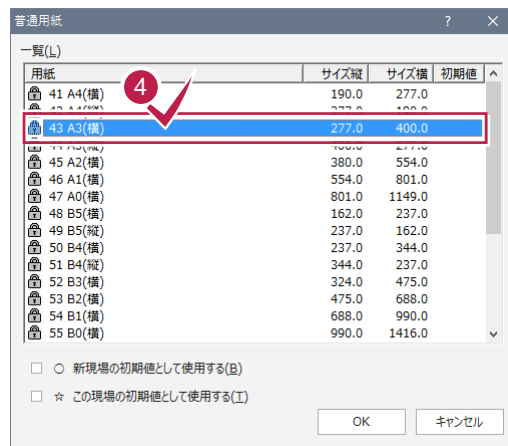 普通用紙 ? ×
一覧(L)
用紙 サイズ縦 サイズ横 初期値
41 A4(横) 190.0 277.0
4
43 A3(横) 277.0 400.0
45 A2(横) 380.0 554.0
46 A1(横) 554.0 801.0
47 A0(横) 801.0 1149.0
48 B5(横) 162.0 237.0
49 B5(縦) 237.0 162.0
50 B4(横) 237.0 344.0
51 B4(縦) 344.0 237.0
52 B3(横) 324.0 475.0
53 B2(横) 475.0 688.0
54 B1(横) 688.0 990.0
55 B0(横) 990.0 1416.0
○ 新現場の初期値として使用する(B)
☆ この現場の初期値として使用する(T)
OK キャンセル